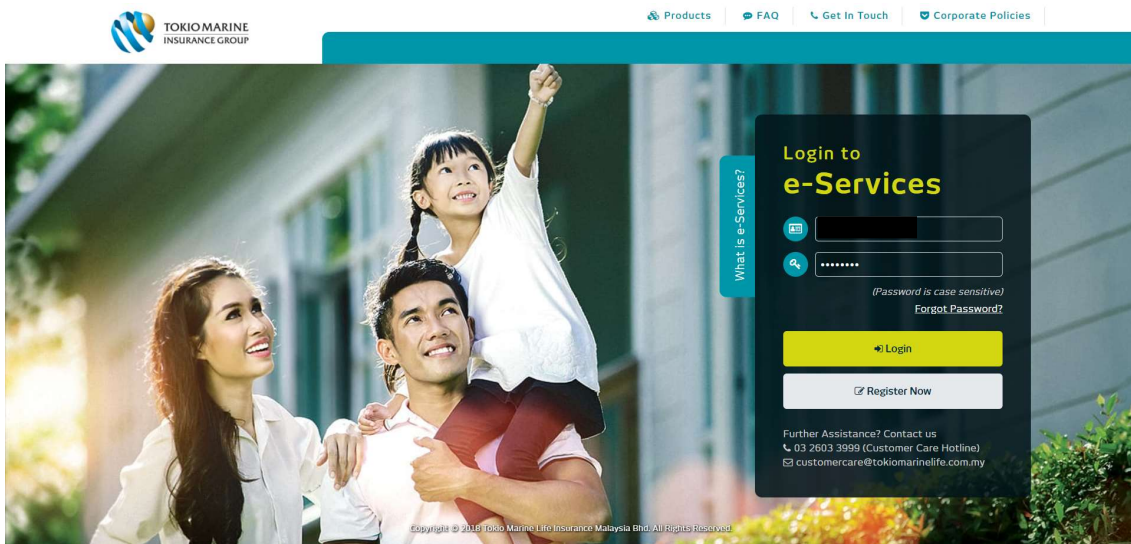 TOKIO MARINE
INSURANCE GROUP
Products
FAQ
Get In Touch
Corporate Policies
What is e-Services?
Login to
e-Services
(Password is case sensitive)
Forgot Password?
Login
Register Now
Further Assistance? Contact us
03 2603 3999 (Customer Care Hotline)
customercare@tokiomarinelife.com.my
Copyright © 2018 Tokio Marine Life Insurance Malaysia Bhd. All Rights Reserved.